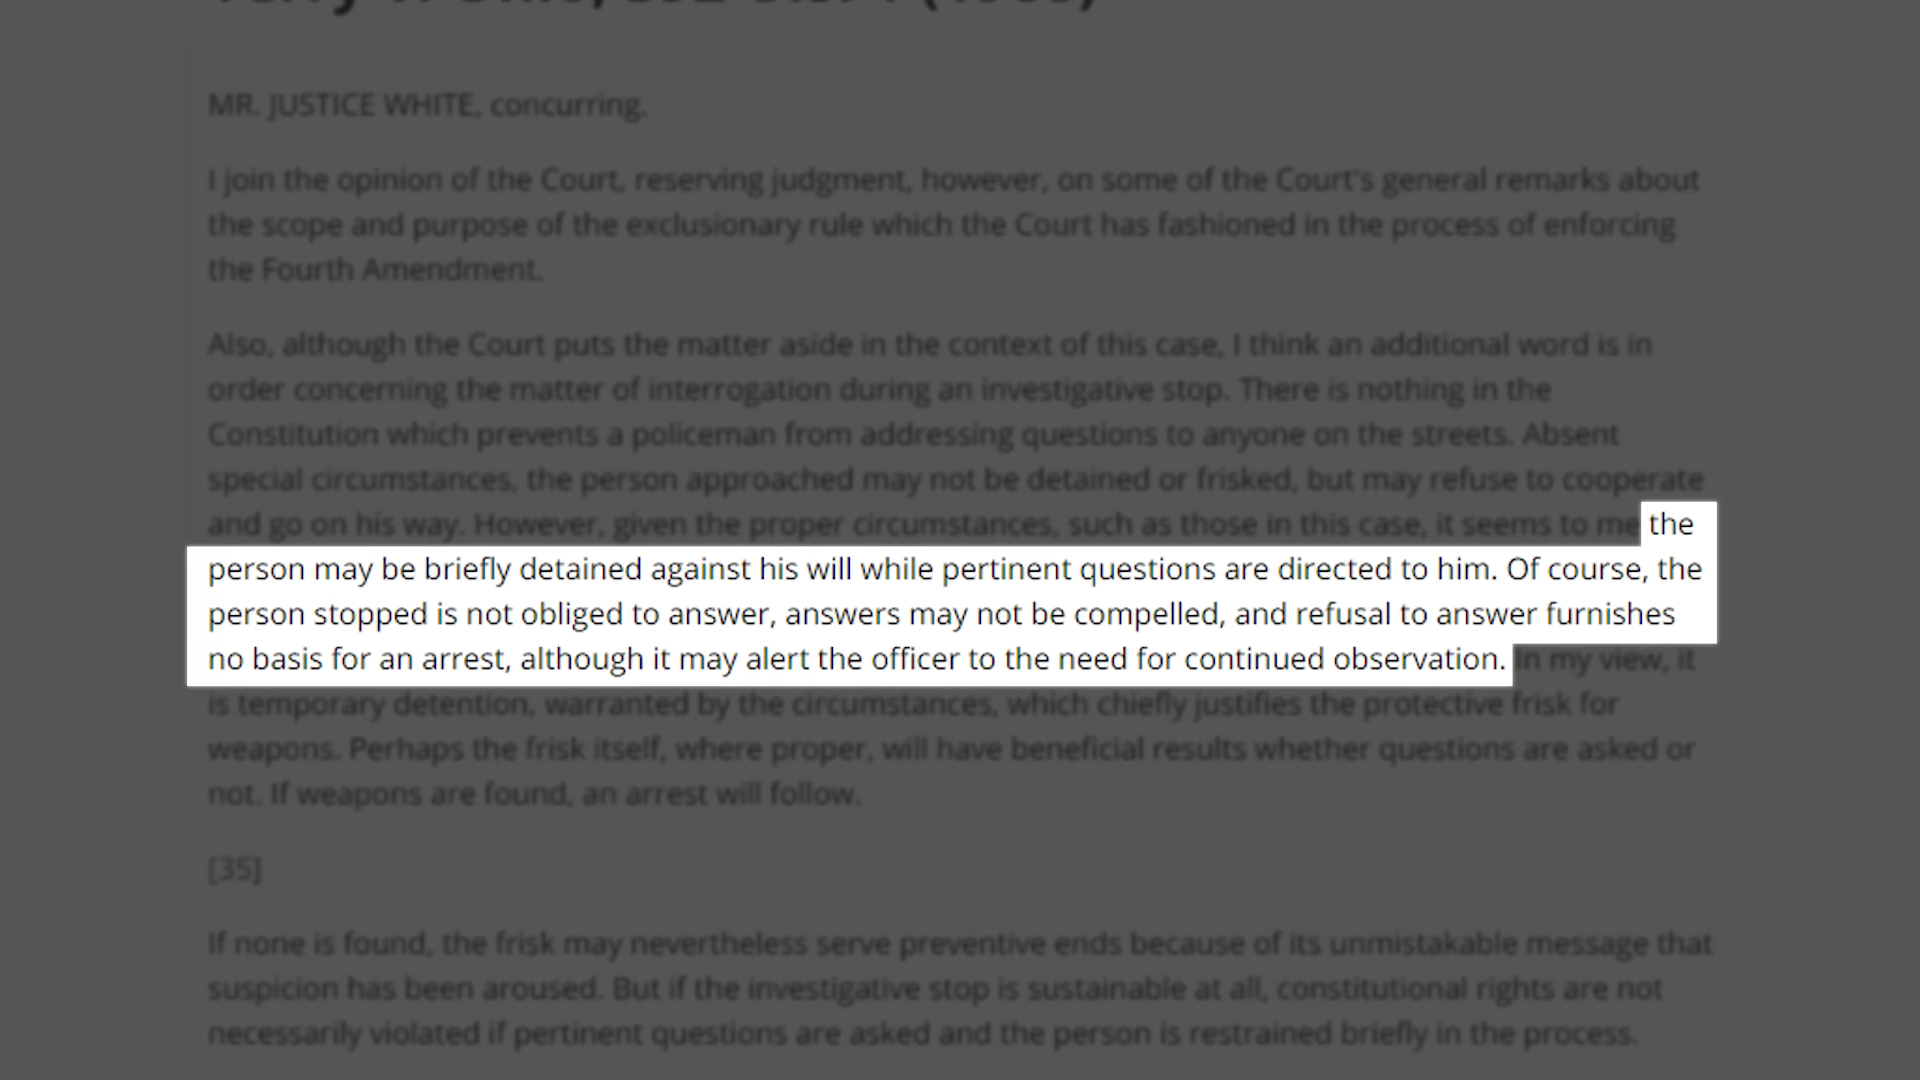 Terry v. Ohio, 392 U.S. 1 (1968)
MR. JUSTICE WHITE, concurring.
I join the opinion of the Court, reserving judgment, however, on some of the Court's general remarks about
the scope and purpose of the exclusionary rule which the Court has fashioned in the process of enforcing
the Fourth Amendment.
Also, although the Court puts the matter aside in the context of this case, I think an additional word is in
order concerning the matter of interrogation during an investigative stop. There is nothing in the
Constitution which prevents a policeman from addressing questions to anyone on the streets. Absent
special circumstances, the person approached may not be detained or frisked, but may refuse to cooperate
and go on his way. However, given the proper circumstances, such as those in this case, it seems to me the
person may be briefly detained against his will while pertinent questions are directed to him. Of course, the
person stopped is not obliged to answer, answers may not be compelled, and refusal to answer furnishes
no basis for an arrest, although it may alert the officer to the need for continued observation. In my view, it
is temporary detention, warranted by the circumstances, which chiefly justifies the protective frisk for
weapons. Perhaps the frisk itself, where proper, will have beneficial results whether questions are asked or
not. If weapons are found, an arrest will follow.
[35]
If none is found, the frisk may nevertheless serve preventive ends because of its unmistakable message that
suspicion has been aroused. But if the investigative stop is sustainable at all, constitutional rights are not
necessarily violated if pertinent questions are asked and the person is restrained briefly in the process.